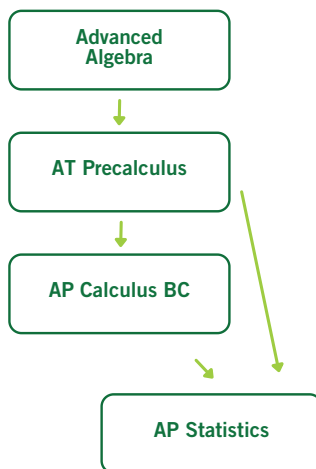 Advanced
Algebra
AT Precalculus
AP Calculus BC
AP Statistics